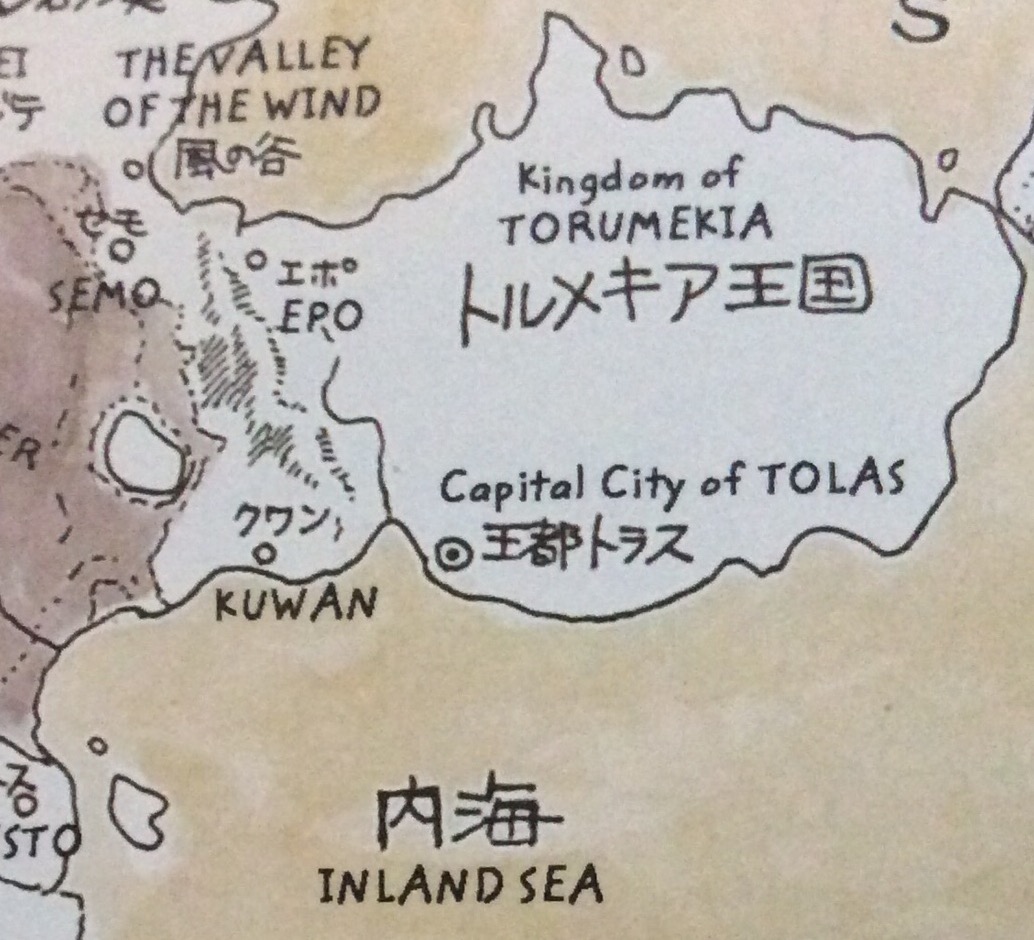 S
THE VALLEY
OF THE WIND
風の谷
Kingdom of
TORUMEKIA
トルメキア王国
セモ
SEMO
エポ
EPO
ER
Capital City of TOLAS
王都トラス
クワン
KUWAN
内海
INLAND SEA
STO